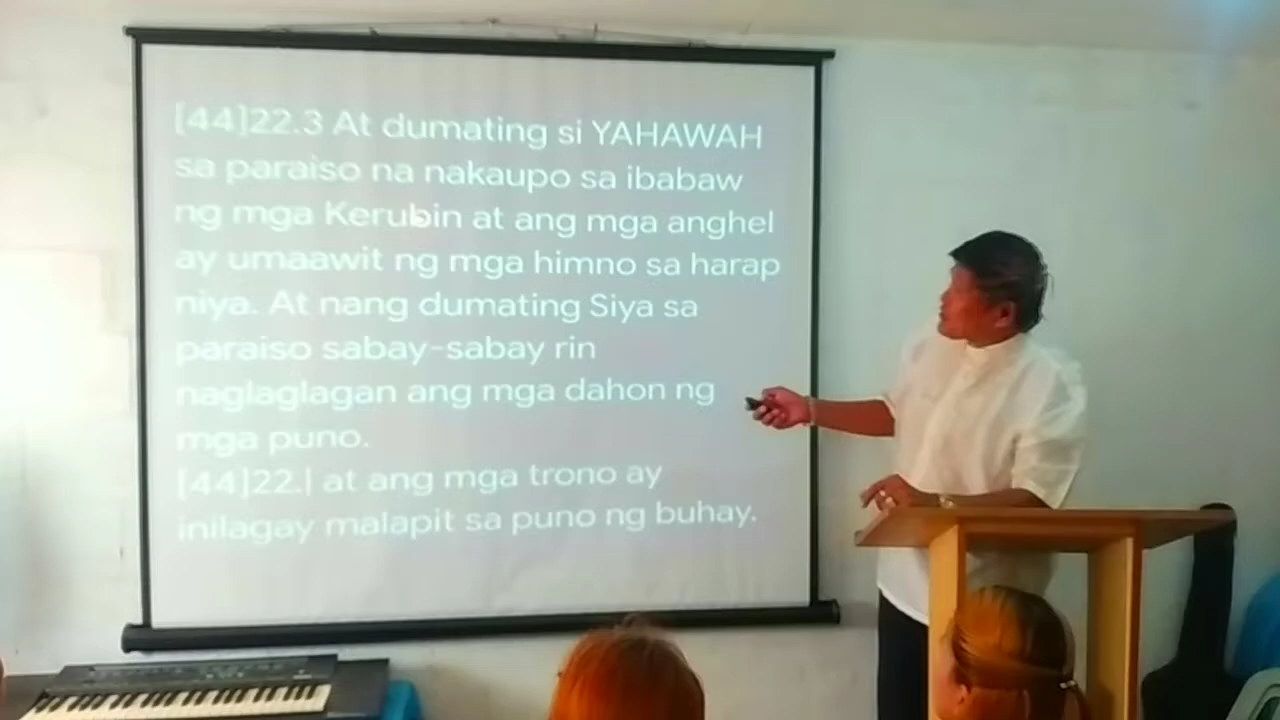 [44]22.3 At dumating si YAHAWAH
sa paraiso na nakaupo sa ibabaw
ng mga Kerubin at ang mga anghel
ay umaawit ng mga himno sa harap
niya. At nang dumating Siya sa
paraiso sabay-sabay rin
naglaglagan ang mga dahon ng
mga puno.
[44]22.| at ang mga trono ay
inilagay malapit sa puno ng buhay.